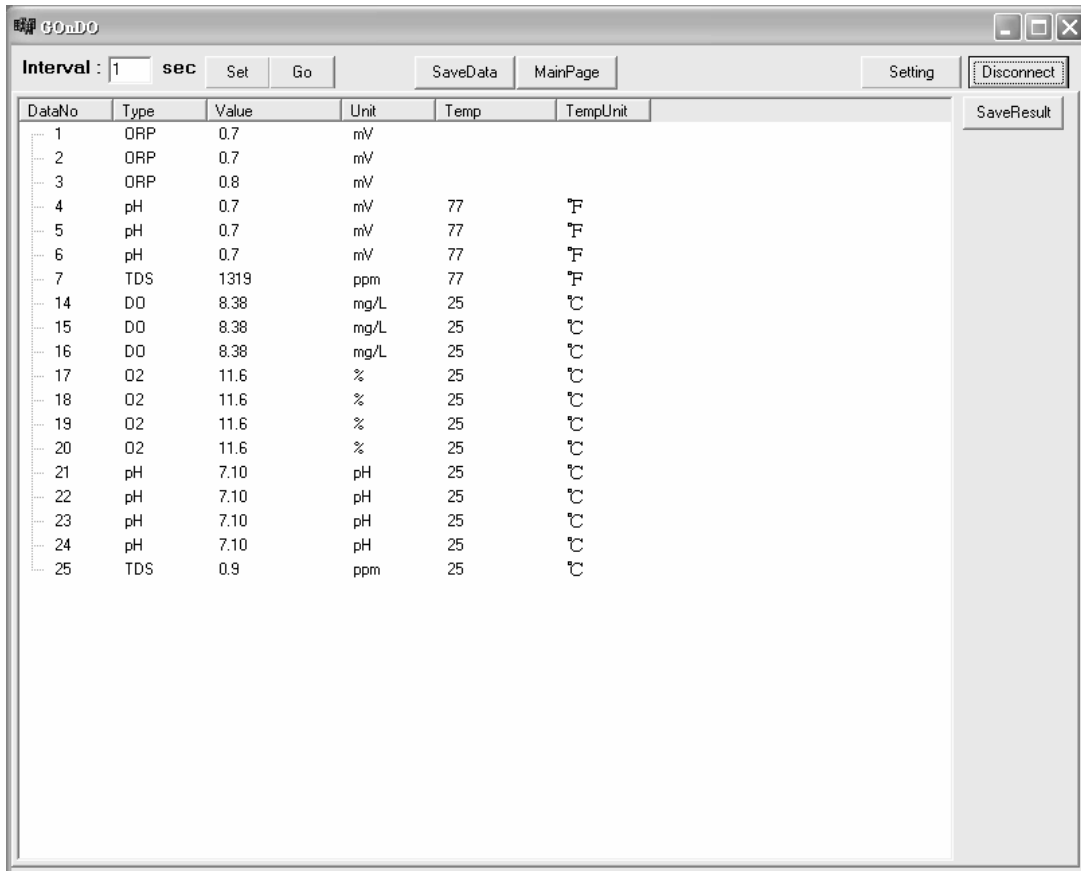 GOnDO
Interval : 1 sec Set Go SaveData MainPage Setting Disconnect
DataNo Type Value Unit Temp TempUnit SaveResult
1 ORP 0.7 mV
2 ORP 0.7 mV
3 ORP 0.8 mV
4 pH 0.7 mV 77 ℉
5 pH 0.7 mV 77 ℉
6 pH 0.7 mV 77 ℉
7 TDS 1319 ppm 77 ℉
14 DO 8.38 mg/L 25 ℃
15 DO 8.38 mg/L 25 ℃
16 DO 8.38 mg/L 25 ℃
17 O2 11.6 % 25 ℃
18 O2 11.6 % 25 ℃
19 O2 11.6 % 25 ℃
20 O2 11.6 % 25 ℃
21 pH 7.10 pH 25 ℃
22 pH 7.10 pH 25 ℃
23 pH 7.10 pH 25 ℃
24 pH 7.10 pH 25 ℃
25 TDS 0.9 ppm 25 ℃